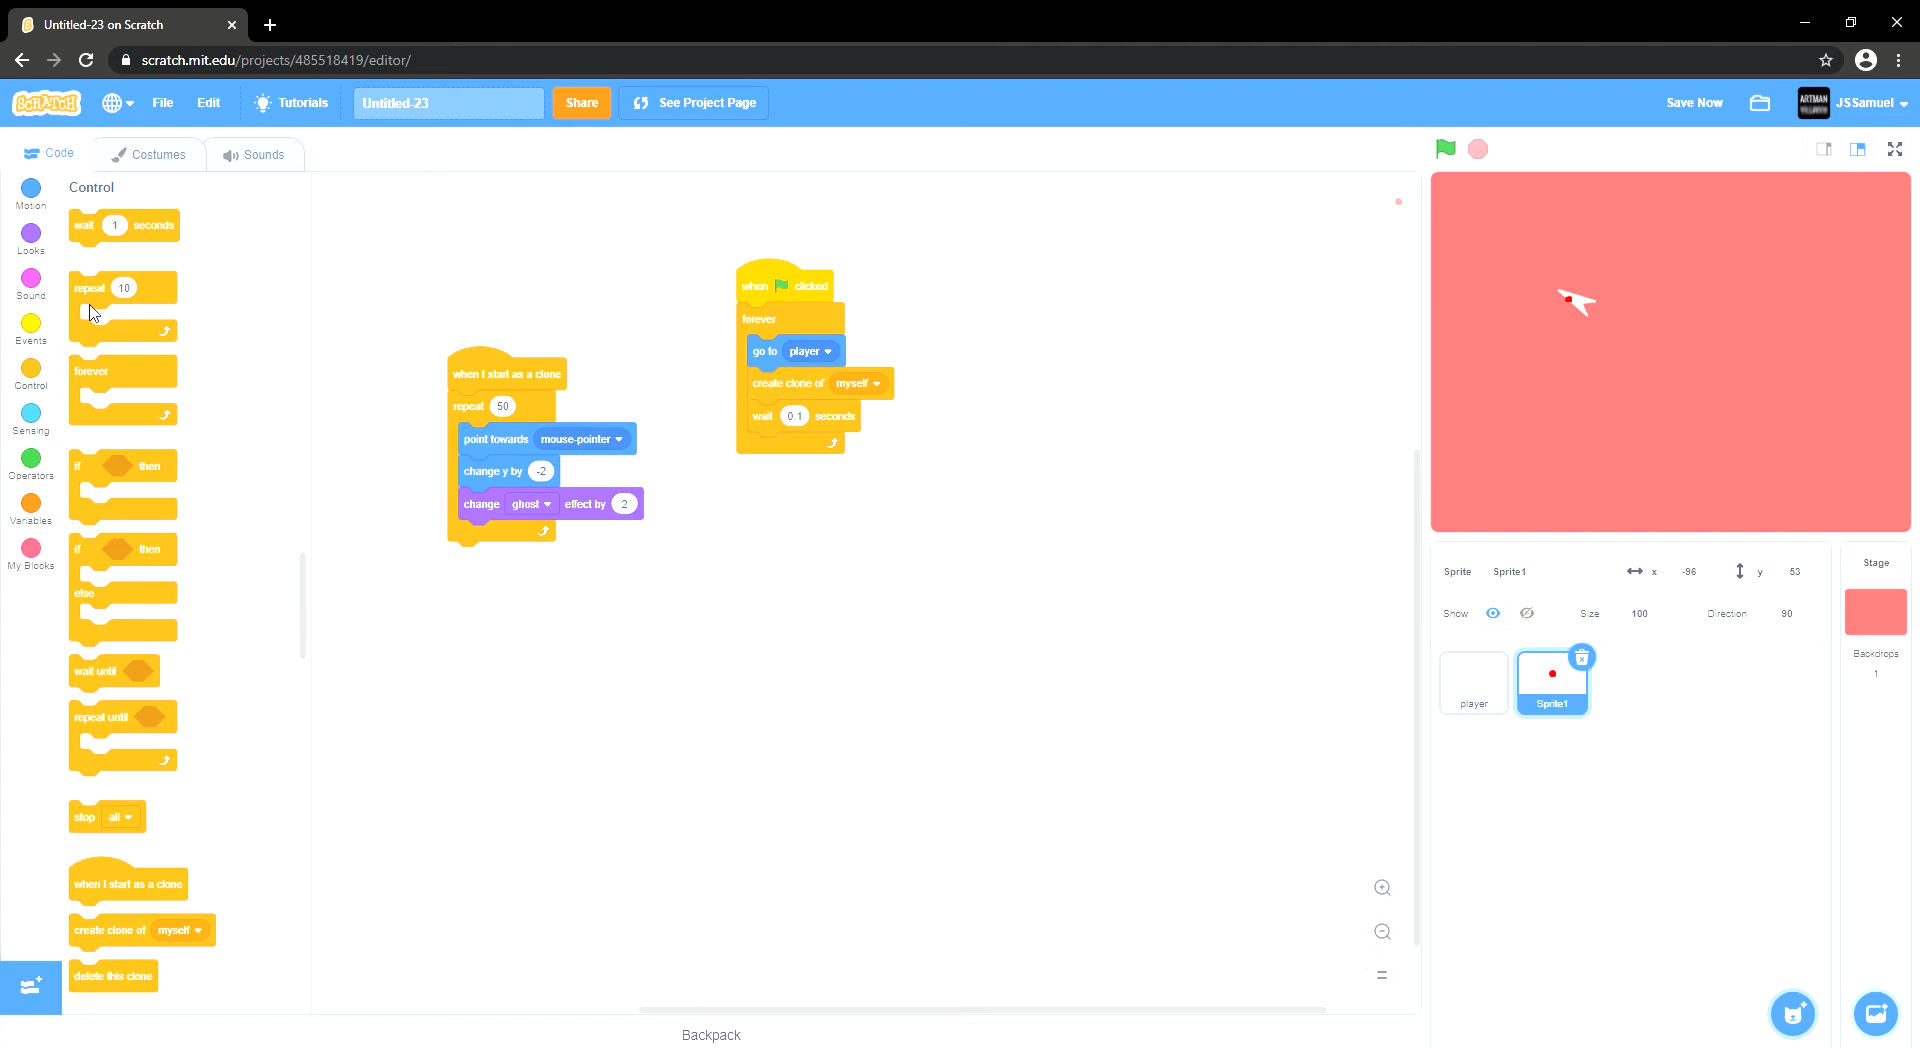 Untitled-23 on Scratch
scratch.mit.edu/projects/485518419/editor/
SCRATCH
File
Edit
Tutorials
Untitled-23
Share
See Project Page
Save Now
ARTMAN
JSSamuel
Code
Costumes
Sounds
Motion
Looks
Sound
Events
Control
Sensing
Operators
Variables
My Blocks
Control
wait 1 seconds
repeat 10
forever
if then
if then
else
wait until
repeat until
stop all
when I start as a clone
create clone of myself
delete this clone
when I start as a clone
repeat 50
point towards mouse-pointer
change y by -2
change ghost effect by 2
when clicked
forever
go to player
create clone of myself
wait 0.1 seconds
Sprite Sprite1 x -96 y 53
Show Size 100 Direction 90
player
Sprite1
Stage
Backdrops
1
Backpack